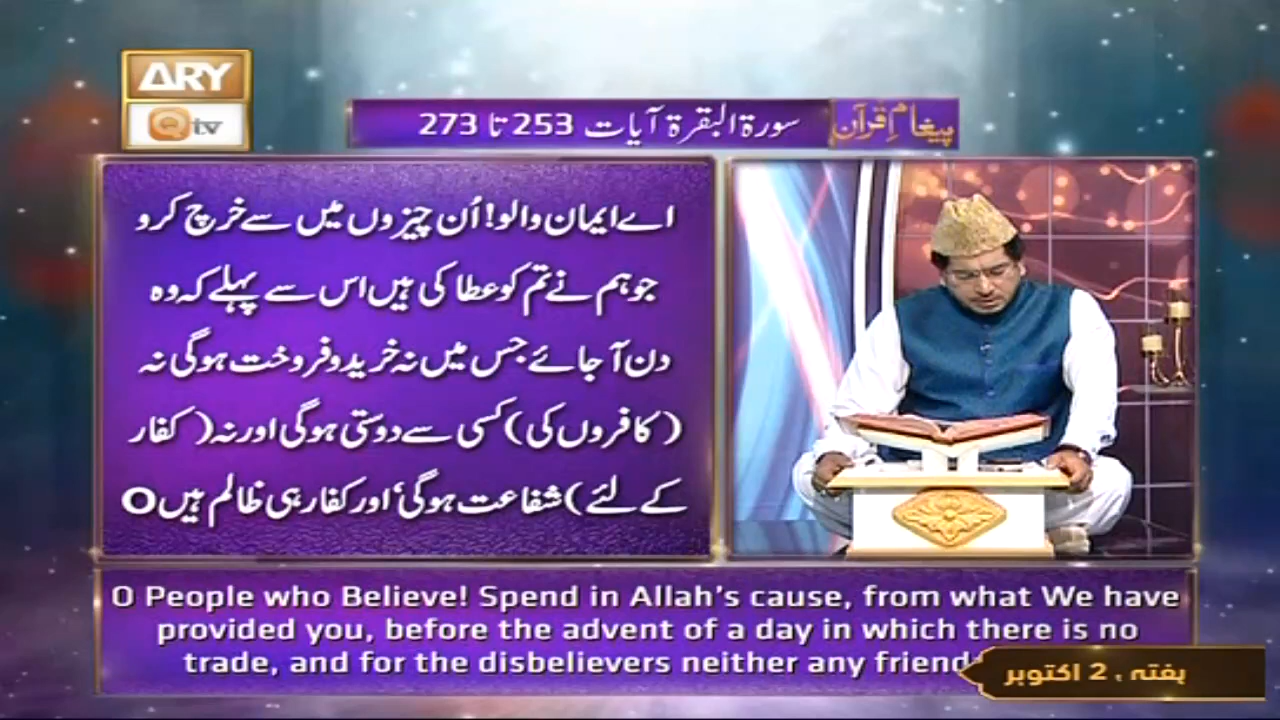 ARY
Qtv
پیغامِ قرآن
سورۃ البقرۃ آیات 253 تا 273
اے ایمان والو! اُن چیزوں میں سے خرچ کرو
جو ہم نے تم کو عطا کی ہیں اس سے پہلے کہ وہ
دن آ جائے جس میں نہ خرید و فروخت ہوگی نہ
(کافروں کی) کسی سے دوستی ہوگی اور نہ (کفار
کے لئے) شفاعت ہوگی' اور کفار ہی ظالم ہیں O
O People who Believe! Spend in Allah's cause, from what We have
provided you, before the advent of a day in which there is no
trade, and for the disbelievers neither any friend
ہفتہ ، 2 اکتوبر